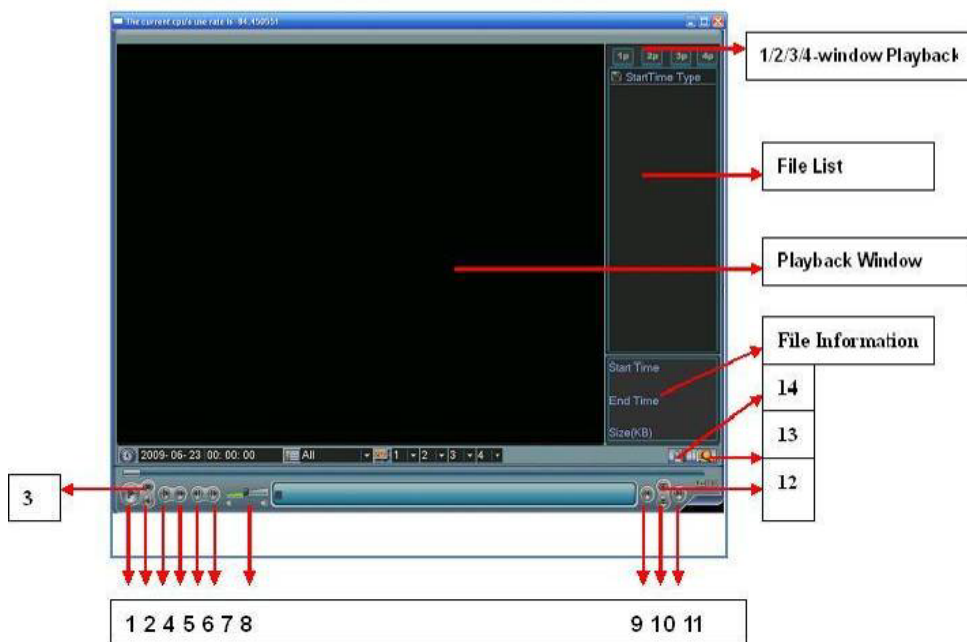 The current cpu's use rate is 94.450551
1/2/3/4-window Playback
1p 2p 3p 4p
StartTime Type
File List
Playback Window
File Information
Start Time
End Time
Size(KB)
14
13
12
2009-06-23 00:00:00 All 1 2 3 4
3
1 2 4 5 6 7 8 9 10 11